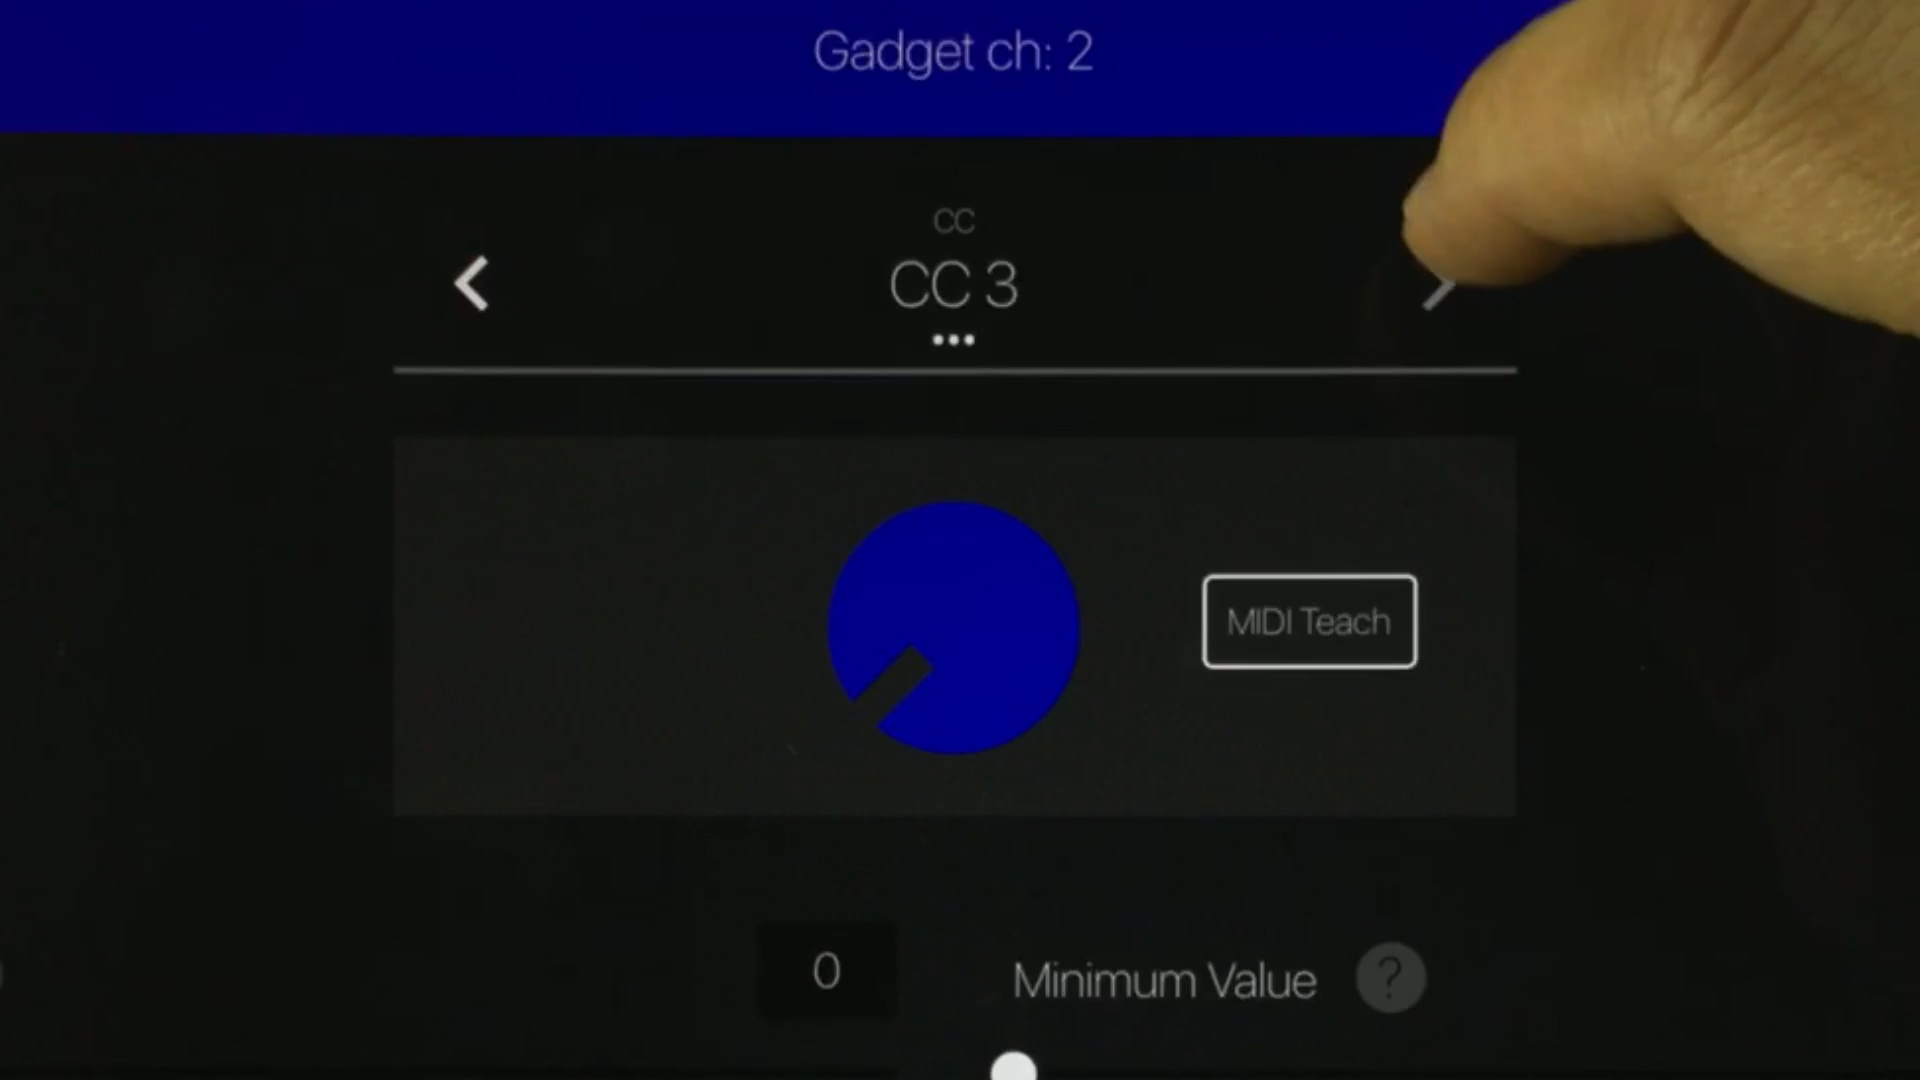 Gadget ch: 2
CC
CC 3
MIDI Teach
0
Minimum Value
?